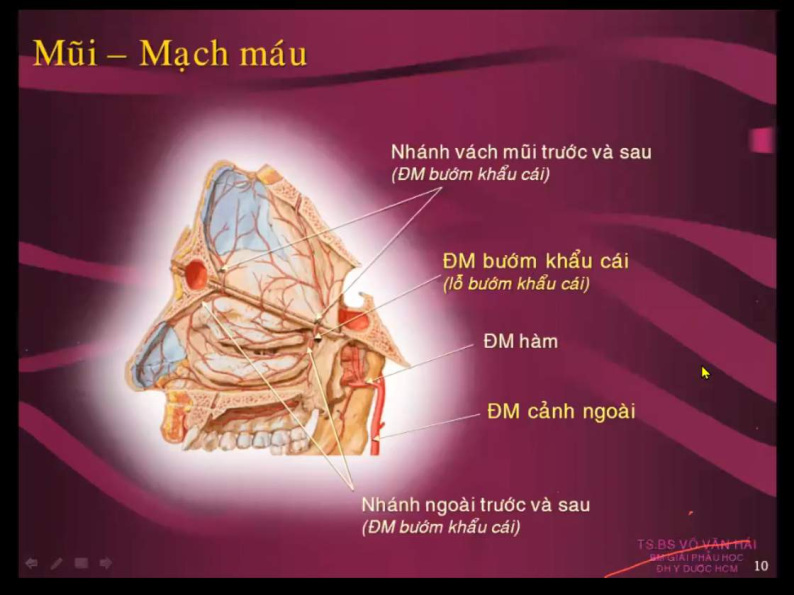 Mũi – Mạch máu
Nhánh vách mũi trước và sau
(ĐM bướm khẩu cái)
ĐM bướm khẩu cái
(lỗ bướm khẩu cái)
ĐM hàm
ĐM cảnh ngoài
Nhánh ngoài trước và sau
(ĐM bướm khẩu cái)
TS.BS VÕ VĂN HẢI
BM GIẢI PHẪU HỌC
ĐH Y DƯỢC HCM
10